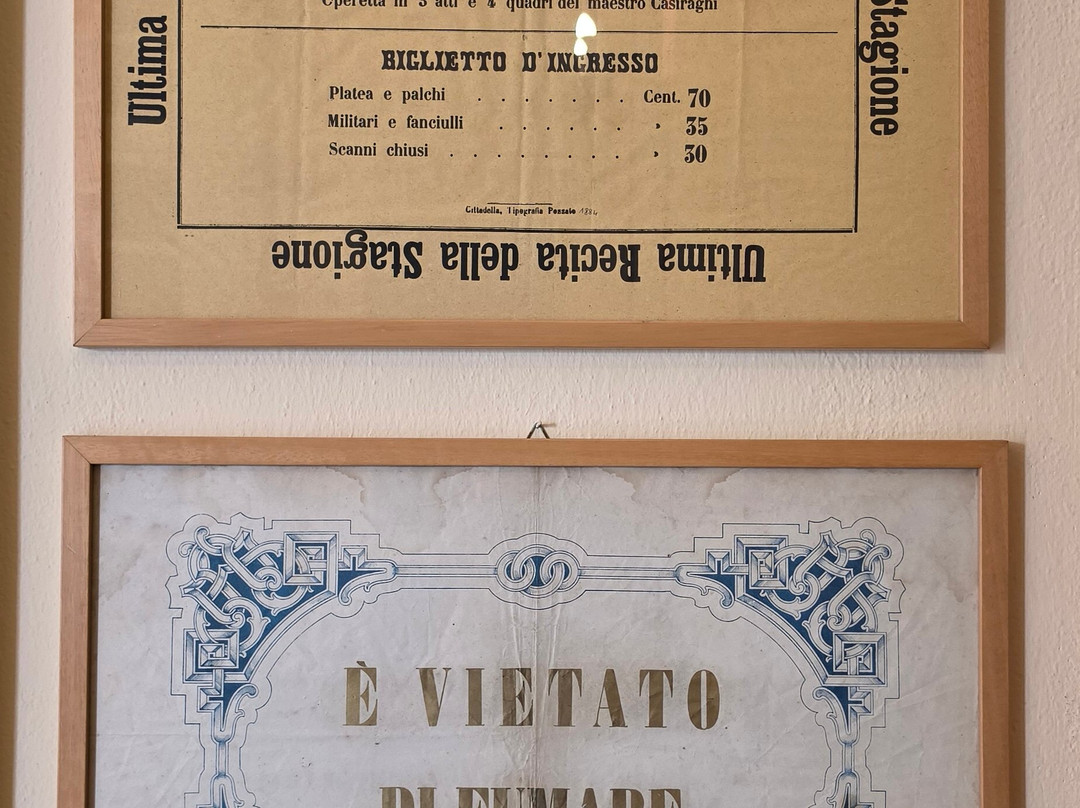 Operetta in 3 atti e 4 quadri del maestro Casiraghi
BIGLIETTO D'INGRESSO
Platea e palchi . . . . . . Cent. 70
Militari e fanciulli . . . . . . » 35
Scanni chiusi . . . . . . . . » 30
Cittadella, Tipografia Pozzato 1884
Ultima
Stagione
Ultima Recita della Stagione
È VIETATO
DI FUMARE